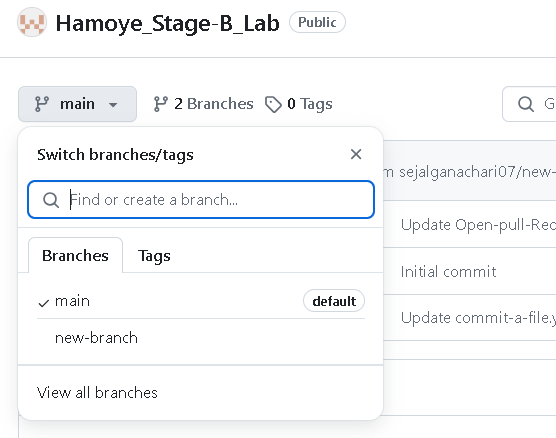 Hamoye_Stage-B_Lab Public
main 2 Branches 0 Tags
Switch branches/tags
sejalganachari07/new-
Find or create a branch...
Update Open-pull-Rec
Branches Tags
Initial commit
main default
Update commit-a-file.y
new-branch
View all branches